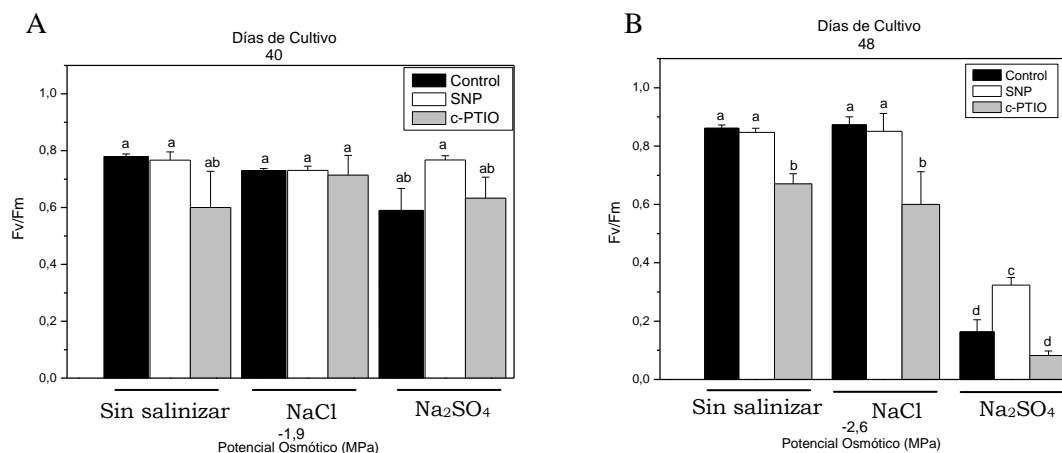 A
Días de Cultivo
40
Control
SNP
c-PTIO
1,0
0,8
0,6
0,4
0,2
0,0
Fv/Fm
a
a
ab
a
a
a
ab
a
ab
Sin salinizar
NaCl
Na₂SO₄
-1,9
Potencial Osmótico (MPa)
B
Días de Cultivo
48
Control
SNP
c-PTIO
1,0
0,8
0,6
0,4
0,2
0,0
Fv/Fm
a
a
b
a
a
b
d
c
d
Sin salinizar
NaCl
Na₂SO₄
-2,6
Potencial Osmótico (MPa)